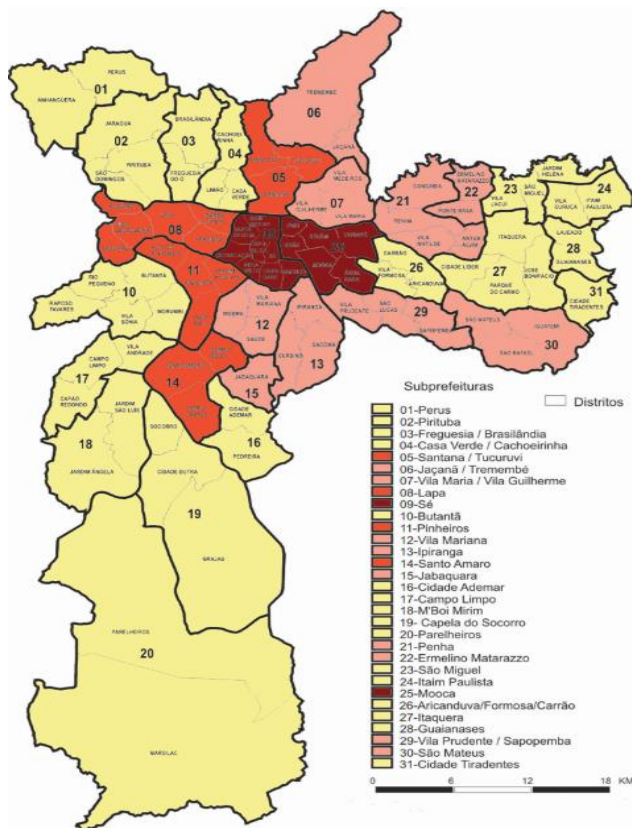 PERUS
ANHANGUERA
01
TREMEMBÉ
06
JARAGUÁ
02
BRASILÂNDIA
03
CACHOEI
RINHA
04
PIRITUBA
SÃO
DOMINGOS
FREGUESIA
DO Ó
LIMÃO
CASA
VERDE
JAÇANÃ
05
VILA
MEDEIROS
07
VILA
GUILHERME
VILA MARIA
CANGAÍBA
21
PENHA
VILA
MATILDE
ERMELINO
MATARAZZO
22
PONTE RASA
ARTUR
ALVIM
23
VILA
JACUÍ
SÃO
MIGUEL
JARDIM
HELENA
VILA
CURUÇÁ
24
ITAIM
PAULISTA
08
11
10
RIO
PEQUENO
BUTANTÃ
RAPOSO
TAVARES
VILA
SÔNIA
MORUMBI
CARRÃO
VILA
FORMOSA
26
ARICANDUVA
ITAQUERA
CIDADE LÍDER
27
PARQUE
DO CARMO
JOSÉ
BONIFÁCIO
LAJEADO
28
GUAIANASES
31
CIDADE
TIRADENTES
MOEMA
VILA
MARIANA
12
SAÚDE
IPIRANGA
CURSINO
SACOMÃ
13
VILA
PRUDENTE
SÃO
LUCAS
29
SAPOPEMBA
SÃO MATEUS
IGUATEMI
SÃO RAFAEL
30
JABAQUARA
15
14
CAMPO
LIMPO
VILA
ANDRADE
17
CAPÃO
REDONDO
JARDIM
SÃO LUÍS
18
JARDIM ÂNGELA
SOCORRO
CIDADE
ADEMAR
16
PEDREIRA
CIDADE DUTRA
19
GRAJAÚ
PARELHEIROS
20
MARSILAC
Subprefeituras
Distritos
01-Perus
02-Pirituba
03-Freguesia / Brasilândia
04-Casa Verde / Cachoeirinha
05-Santana / Tucuruvi
06-Jaçanã / Tremembé
07-Vila Maria / Vila Guilherme
08-Lapa
09-Sé
10-Butantã
11-Pinheiros
12-Vila Mariana
13-Ipiranga
14-Santo Amaro
15-Jabaquara
16-Cidade Ademar
17-Campo Limpo
18-M'Boi Mirim
19- Capela do Socorro
20-Parelheiros
21-Penha
22-Ermelino Matarazzo
23-São Miguel
24-Itaim Paulista
25-Mooca
26-Aricanduva/Formosa/Carrão
27-Itaquera
28-Guaianases
29-Vila Prudente / Sapopemba
30-São Mateus
31-Cidade Tiradentes
0 6 12 18 KM